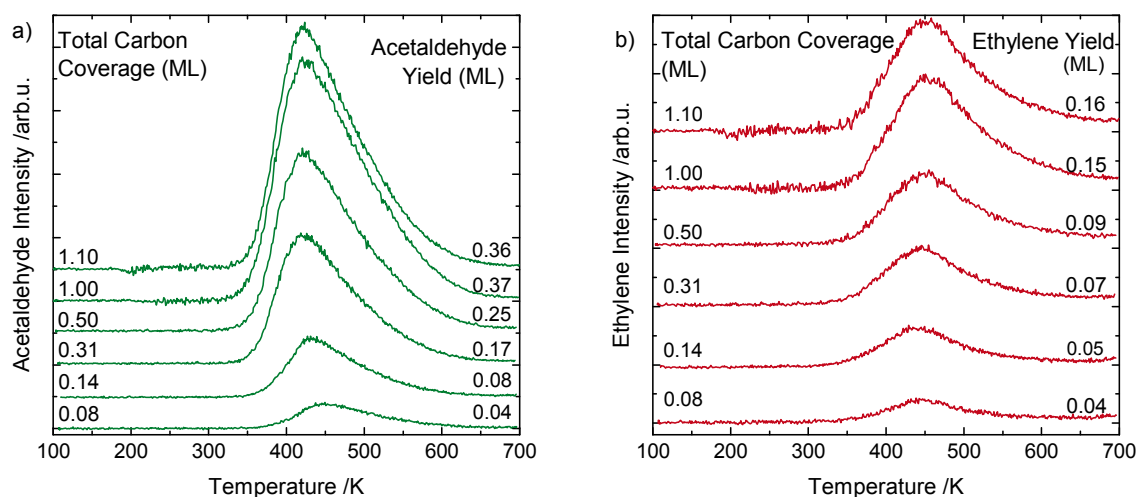 a)
Total Carbon
Coverage (ML)
Acetaldehyde
Yield (ML)
Acetaldehyde Intensity /arb.u.
1.10
0.36
1.00
0.37
0.50
0.25
0.31
0.17
0.14
0.08
0.08
0.04
100 200 300 400 500 600 700
Temperature /K
b)
Total Carbon Coverage
(ML)
Ethylene Yield
(ML)
Ethylene Intensity /arb.u.
1.10
0.16
1.00
0.15
0.50
0.09
0.31
0.07
0.14
0.05
0.08
0.04
100 200 300 400 500 600 700
Temperature /K